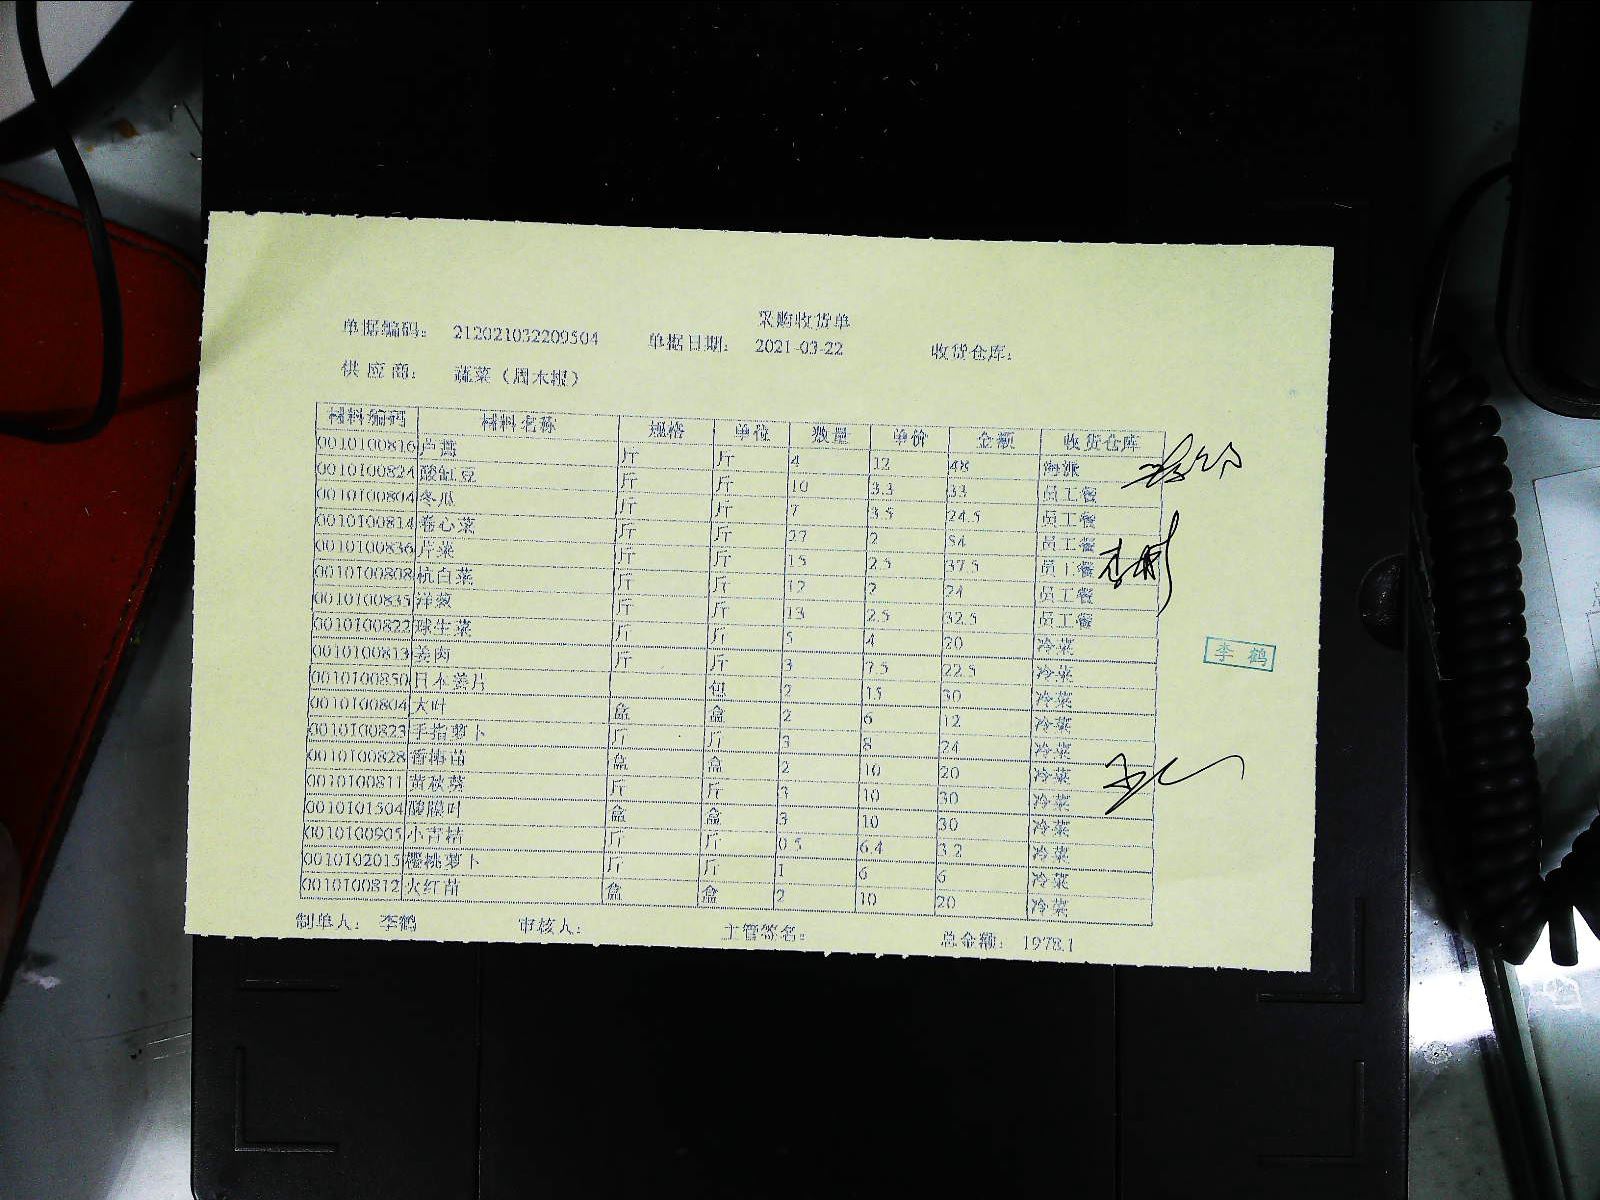 采购收货单
单据编码： 212021032209504 单据日期： 2021-03-22 收货仓库：
供应商： 蔬菜（周末报）
材料编码 材料名称 规格 单位 数量 单价 金额 收货仓库
0010100816 芦蒿 斤 斤 4 12 48 海派
0010100824 酸缸豆 斤 斤 10 3.3 33 员工餐
0010100804 冬瓜 斤 斤 7 3.5 24.5 员工餐
0010100814 卷心菜 斤 斤 27 2 54 员工餐
0010100836 芹菜 斤 斤 15 2.5 37.5 员工餐
0010100808 杭白菜 斤 斤 12 2 24 员工餐
0010100835 洋葱 斤 斤 13 2.5 32.5 员工餐
0010100822 球生菜 斤 斤 5 4 20 冷菜
0010100813 姜肉 斤 斤 3 7.5 22.5 冷菜
0010100850 日本姜片 包 2 15 30 冷菜
0010100804 大叶 盒 盒 2 6 12 冷菜
0010100823 手指萝卜 斤 斤 3 8 24 冷菜
0010100828 香椿苗 盒 盒 2 10 20 冷菜
0010100811 黄秋葵 斤 斤 3 10 30 冷菜
0010101304 酸膜叶 盒 盒 3 10 30 冷菜
0010100905 小青桔 斤 斤 0.5 6.4 3.2 冷菜
0010102015 樱桃萝卜 斤 斤 1 6 6 冷菜
0010100812 火红苗 盒 盒 2 10 20 冷菜
李鹤
制单人： 李鹤 审核人： 主管签名： 总金额： 1978.1